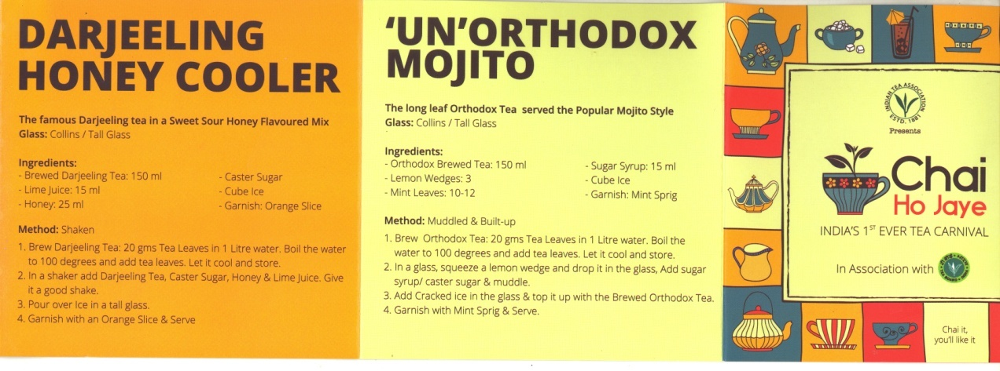 DARJEELING
HONEY COOLER
The famous Darjeeling tea in a Sweet Sour Honey Flavoured Mix
Glass: Collins / Tall Glass
Ingredients:
- Brewed Darjeeling Tea: 150 ml
- Lime Juice: 15 ml
- Honey: 25 ml
- Caster Sugar
- Cube Ice
- Garnish: Orange Slice
Method: Shaken
1. Brew Darjeeling Tea: 20 gms Tea Leaves in 1 Litre water. Boil the water
to 100 degrees and add tea leaves. Let it cool and store.
2. In a shaker add Darjeeling Tea, Caster Sugar, Honey & Lime Juice. Give
it a good shake.
3. Pour over Ice in a tall glass.
4. Garnish with an Orange Slice & Serve
‘UN’ORTHODOX
MOJITO
The long leaf Orthodox Tea served the Popular Mojito Style
Glass: Collins / Tall Glass
Ingredients:
- Orthodox Brewed Tea: 150 ml
- Lemon Wedges: 3
- Mint Leaves: 10-12
- Sugar Syrup: 15 ml
- Cube Ice
- Garnish: Mint Sprig
Method: Muddled & Built-up
1. Brew Orthodox Tea: 20 gms Tea Leaves in 1 Litre water. Boil the
water to 100 degrees and add tea leaves. Let it cool and store.
2. In a glass, squeeze a lemon wedge and drop it in the glass, Add sugar
syrup/ caster sugar & muddle.
3. Add Cracked ice in the glass & top it up with the Brewed Orthodox Tea.
4. Garnish with Mint Sprig & Serve.
INDIAN TEA ASSOCIATION
ESTD. 1881
Presents
Chai
Ho Jaye
INDIA'S 1ST EVER TEA CARNIVAL
In Association with
Chai it,
you'll like it